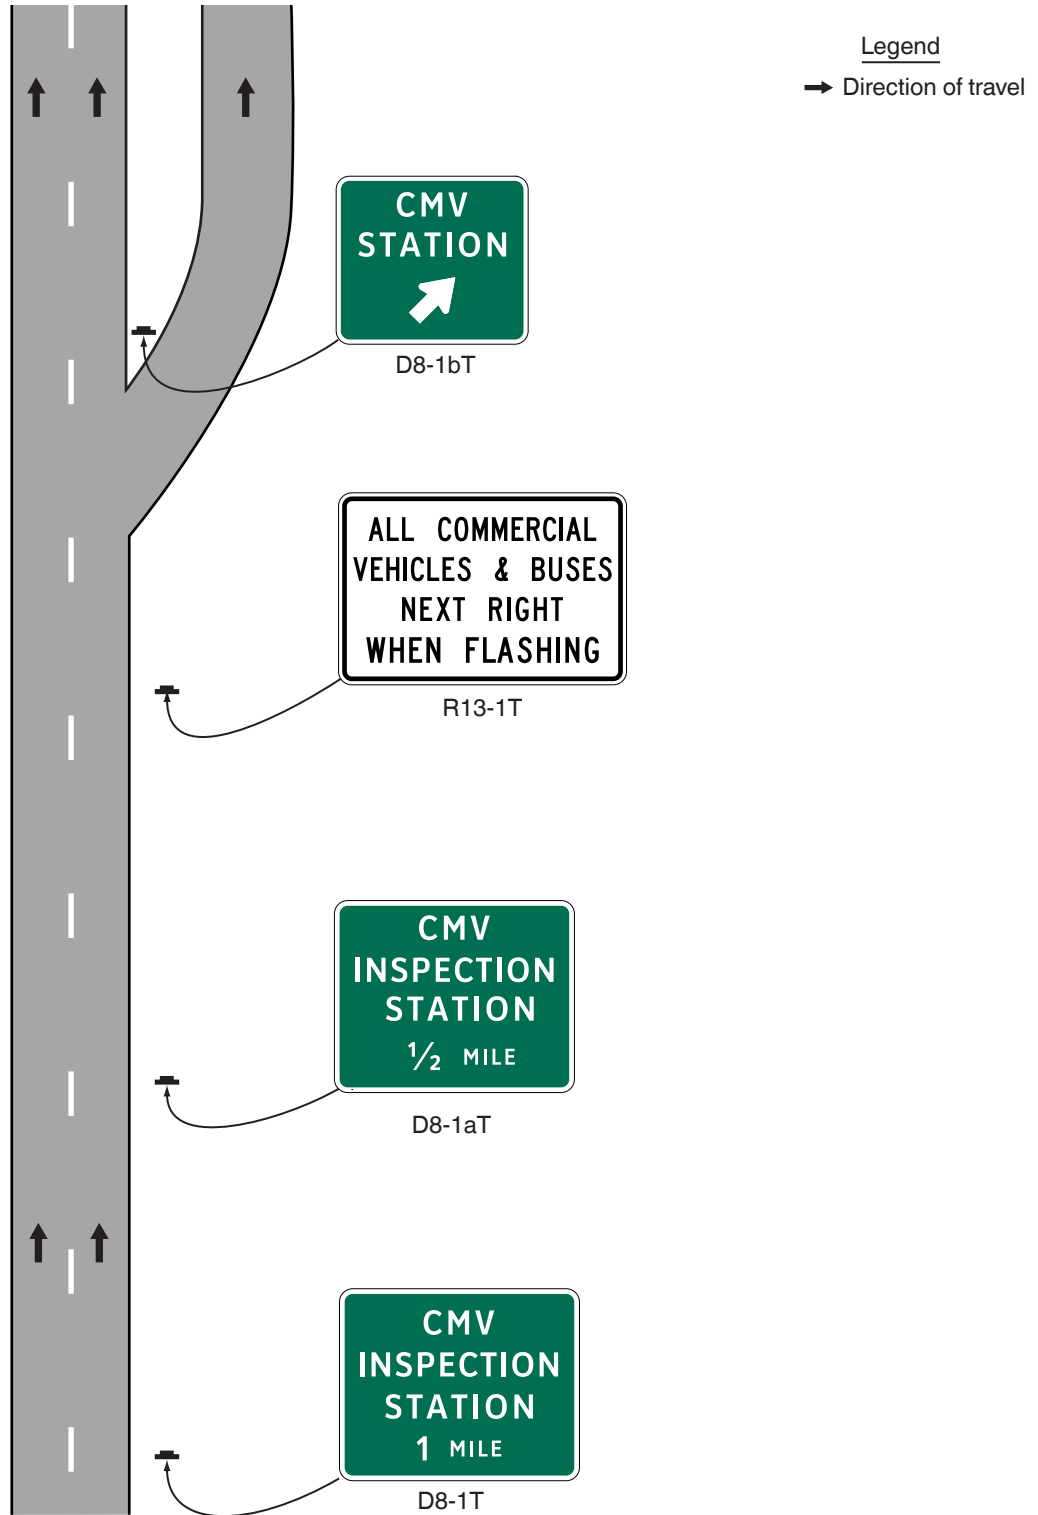 Legend
Direction of travel
CMV
STATION
D8-1bT
ALL COMMERCIAL
VEHICLES & BUSES
NEXT RIGHT
WHEN FLASHING
R13-1T
CMV
INSPECTION
STATION
1/2 MILE
D8-1aT
CMV
INSPECTION
STATION
1 MILE
D8-1T